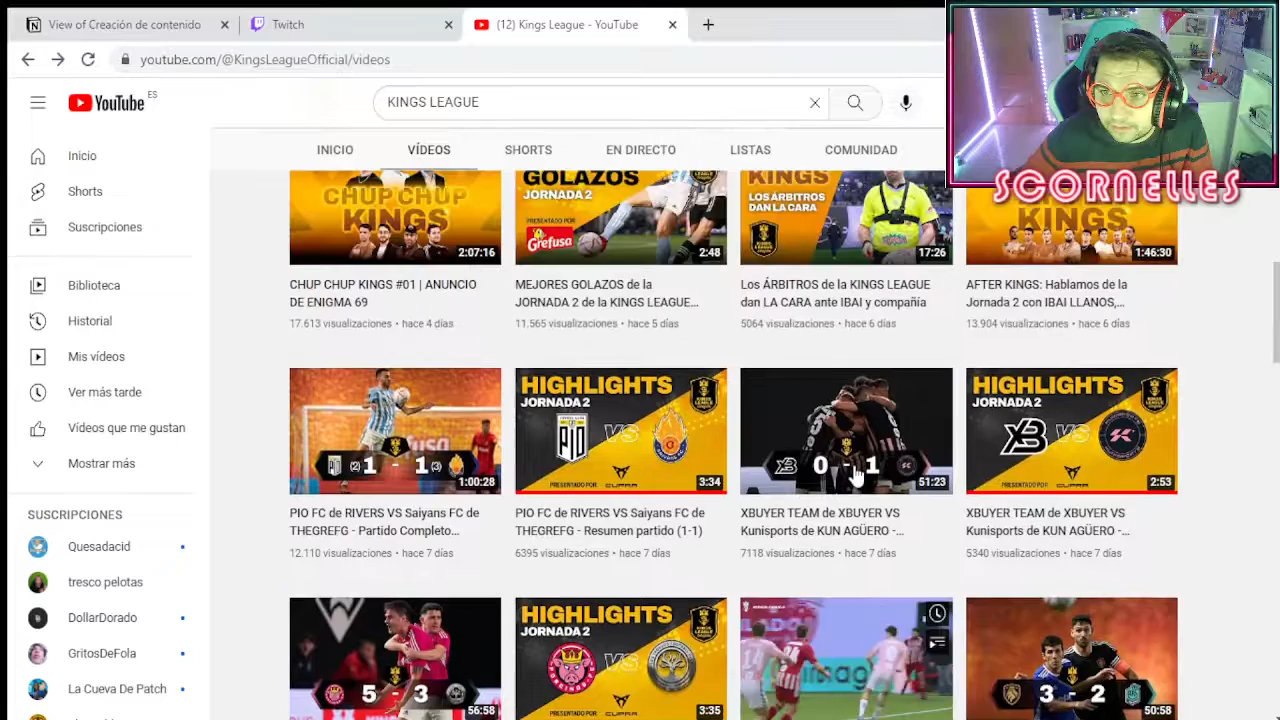 View of Creación de contenido
Twitch
(12) Kings League - YouTube
youtube.com/@KingsLeagueOfficial/videos
YouTube ES
KINGS LEAGUE
SCORNELLES
INICIO
VÍDEOS
SHORTS
EN DIRECTO
LISTAS
COMUNIDAD
Inicio
Shorts
Suscripciones
Biblioteca
Historial
Mis vídeos
Ver más tarde
Vídeos que me gustan
Mostrar más
SUSCRIPCIONES
Quesadacid
tresco pelotas
DollarDorado
GritosDeFola
La Cueva De Patch
CHUP CHUP
KINGS
2:07:16
CHUP CHUP KINGS #01 | ANUNCIO
DE ENIGMA 69
17.613 visualizaciones • hace 4 días
GOLAZOS
JORNADA 2
PRESENTADO POR
Grefusa
2:48
MEJORES GOLAZOS de la
JORNADA 2 de la KINGS LEAGUE...
11.565 visualizaciones • hace 5 días
KINGS
LOS ÁRBITROS
DAN LA CARA
17:26
Los ÁRBITROS de la KINGS LEAGUE
dan LA CARA ante IBAI y compañía
5064 visualizaciones • hace 6 días
KINGS
1:46:30
AFTER KINGS: Hablamos de la
Jornada 2 con IBAI LLANOS,...
13.904 visualizaciones • hace 6 días
(2) 1 - 1 (3)
1:00:28
PIO FC de RIVERS VS Saiyans FC de
THEGREFG - Partido Completo...
12.110 visualizaciones • hace 7 días
HIGHLIGHTS
JORNADA 2
PIO VS
PRESENTADO POR CUPRA
3:34
PIO FC de RIVERS VS Saiyans FC de
THEGREFG - Resumen partido (1-1)
6395 visualizaciones • hace 7 días
XB 0 - 1
51:23
XBUYER TEAM de XBUYER VS
Kunisports de KUN AGÜERO -...
7118 visualizaciones • hace 7 días
HIGHLIGHTS
JORNADA 2
XB VS K
PRESENTADO POR CUPRA
2:53
XBUYER TEAM de XBUYER VS
Kunisports de KUN AGÜERO -...
5340 visualizaciones • hace 7 días
5 - 3
56:58
HIGHLIGHTS
JORNADA 2
VS
PRESENTADO POR CUPRA
3:35
3 - 2
50:58